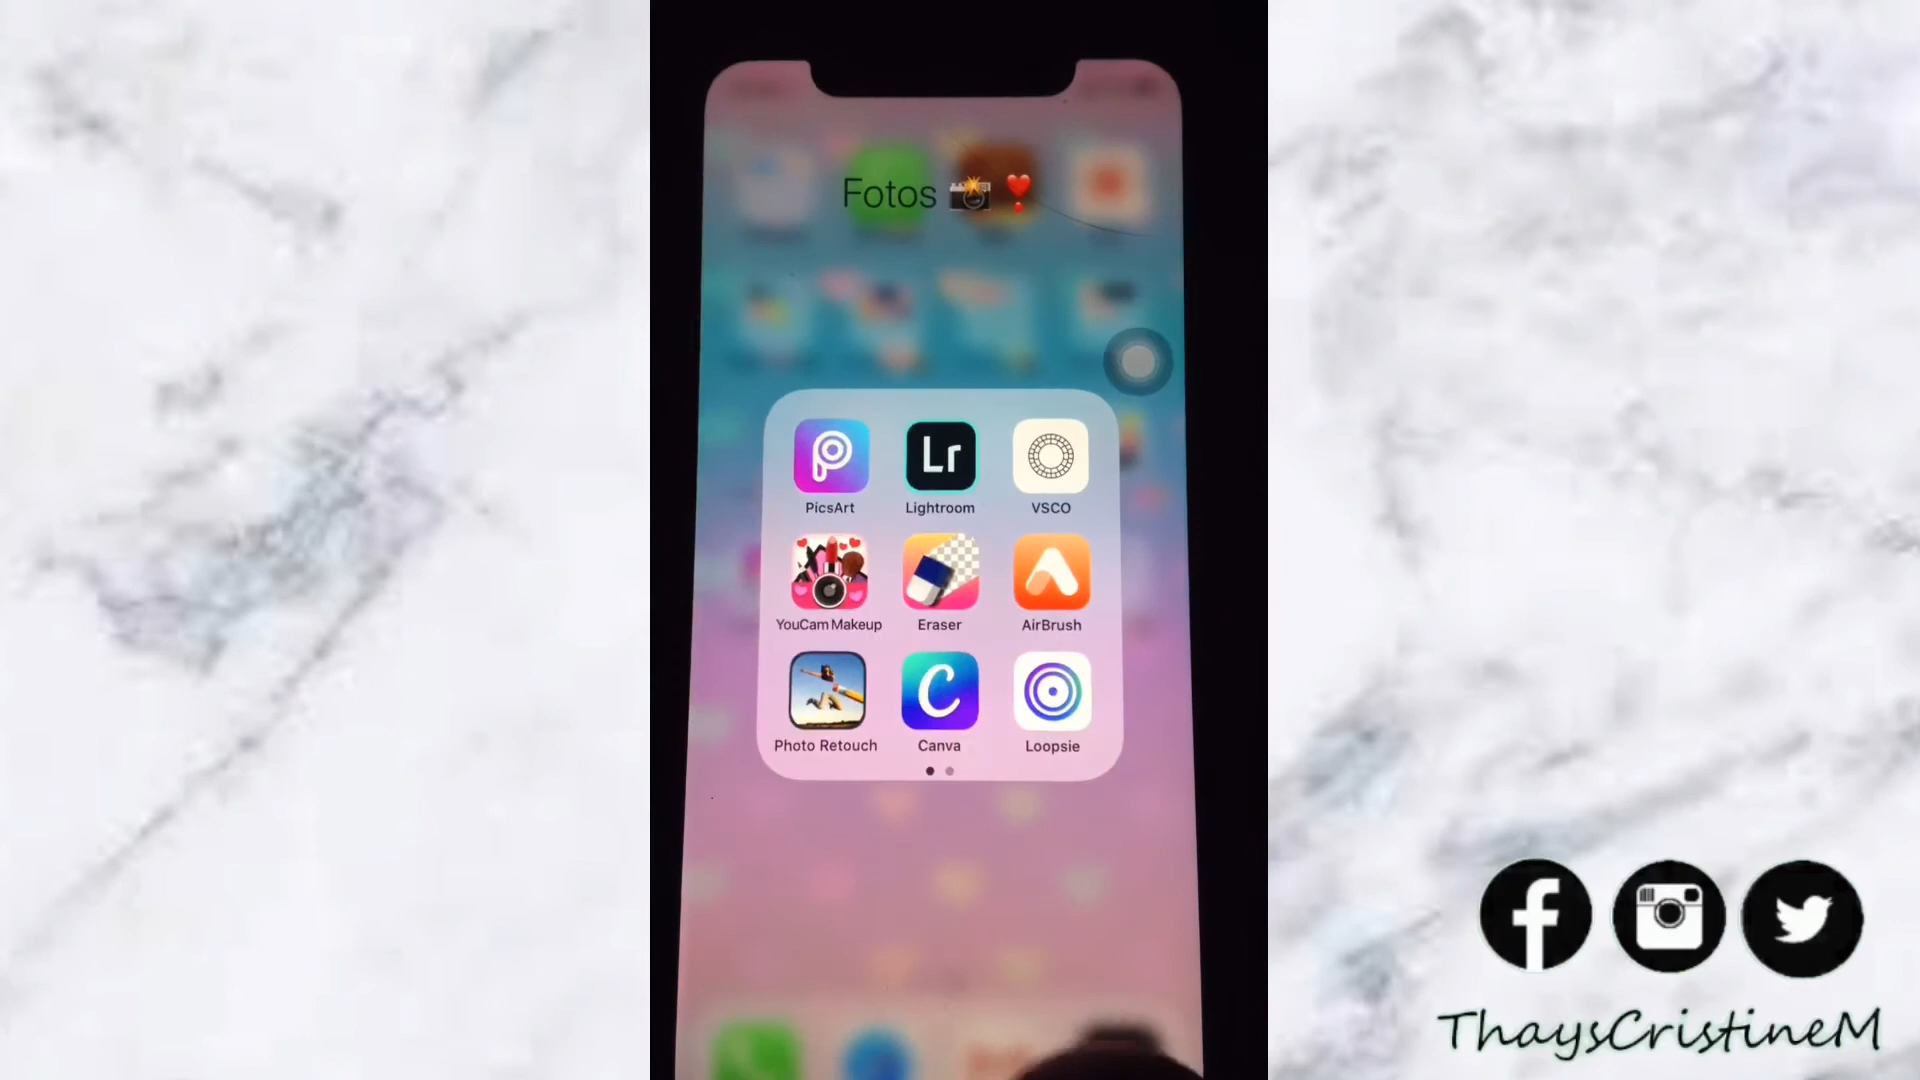 Fotos 📸❣️
PicsArt Lightroom VSCO
YouCam Makeup Eraser AirBrush
Photo Retouch Canva Loopsie
ThaysCristineM